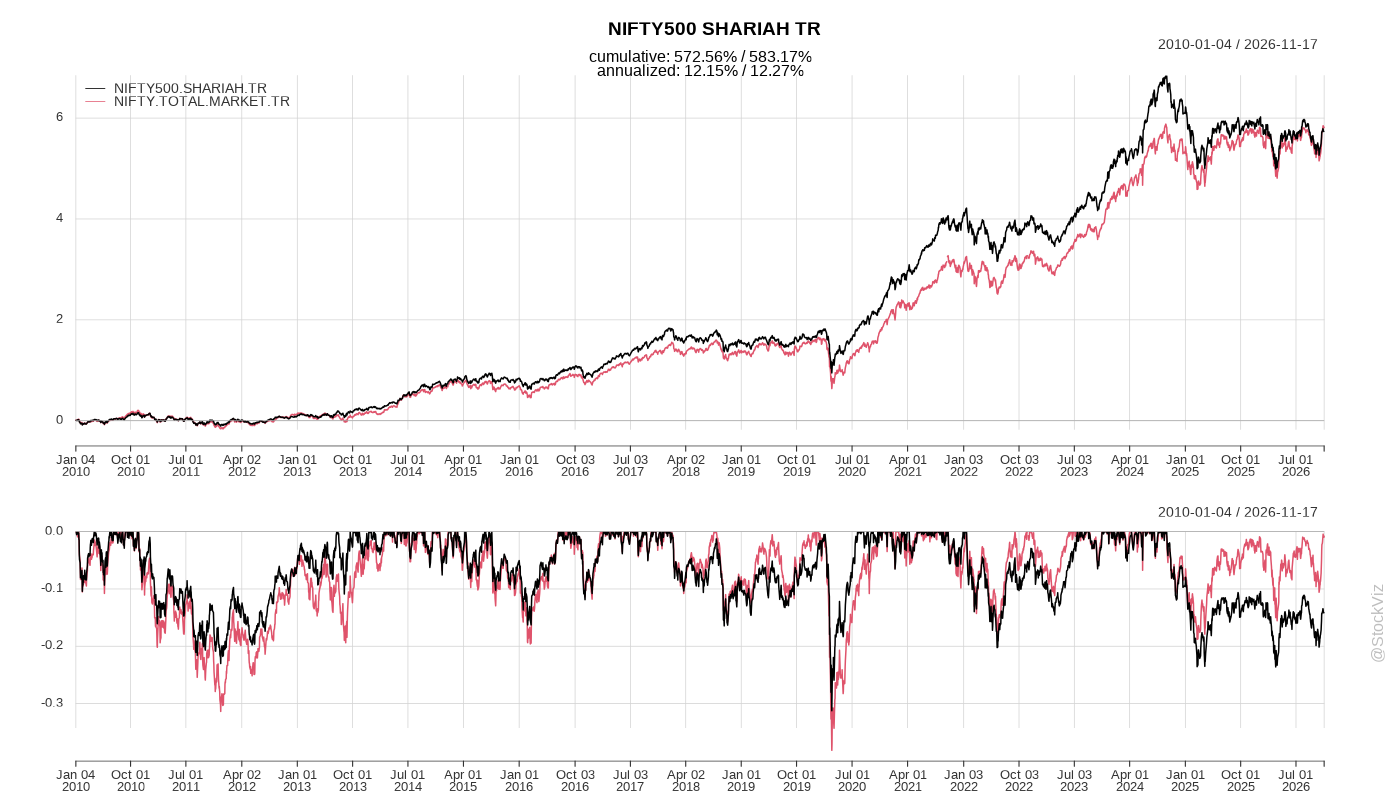 NIFTY500 SHARIAH TR
2010-01-04 / 2026-11-17
cumulative: 572.56% / 583.17%
annualized: 12.15% / 12.27%
NIFTY500.SHARIAH.TR
NIFTY.TOTAL.MARKET.TR
6
4
2
0
Jan 04 Oct 01 Jul 01 Apr 02 Jan 01 Oct 01 Jul 01 Apr 01 Jan 01 Oct 03 Jul 03 Apr 02 Jan 01 Oct 01 Jul 01 Apr 01 Jan 03 Oct 03 Jul 03 Apr 01 Jan 01 Oct 01 Jul 01
2010 2010 2011 2012 2013 2013 2014 2015 2016 2016 2017 2018 2019 2019 2020 2021 2022 2022 2023 2024 2025 2025 2026
2010-01-04 / 2026-11-17
0.0
-0.1
-0.2
-0.3
Jan 04 Oct 01 Jul 01 Apr 02 Jan 01 Oct 01 Jul 01 Apr 01 Jan 01 Oct 03 Jul 03 Apr 02 Jan 01 Oct 01 Jul 01 Apr 01 Jan 03 Oct 03 Jul 03 Apr 01 Jan 01 Oct 01 Jul 01
2010 2010 2011 2012 2013 2013 2014 2015 2016 2016 2017 2018 2019 2019 2020 2021 2022 2022 2023 2024 2025 2025 2026
@StockViz